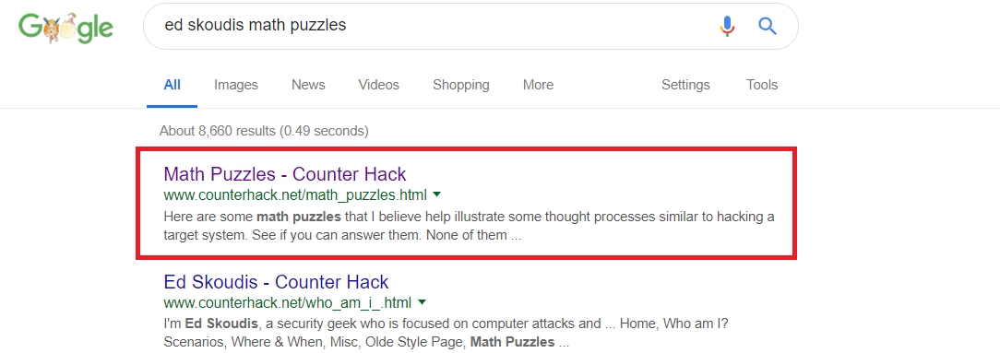 Google
ed skoudis math puzzles
All Images News Videos Shopping More Settings Tools
About 8,660 results (0.49 seconds)
Math Puzzles - Counter Hack
www.counterhack.net/math_puzzles.html
Here are some math puzzles that I believe help illustrate some thought processes similar to hacking a
target system. See if you can answer them. None of them ...
Ed Skoudis - Counter Hack
www.counterhack.net/who_am_i_.html
I'm Ed Skoudis, a security geek who is focused on computer attacks and ... Home, Who am I?
Scenarios, Where & When, Misc, Olde Style Page, Math Puzzles ...